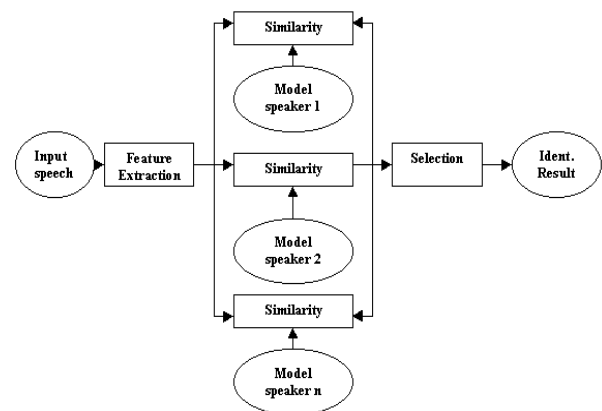 Similarity
Model
speaker 1
Input
speech
Feature
Extraction
Similarity
Selection
Ident.
Result
Model
speaker 2
Similarity
Model
speaker n